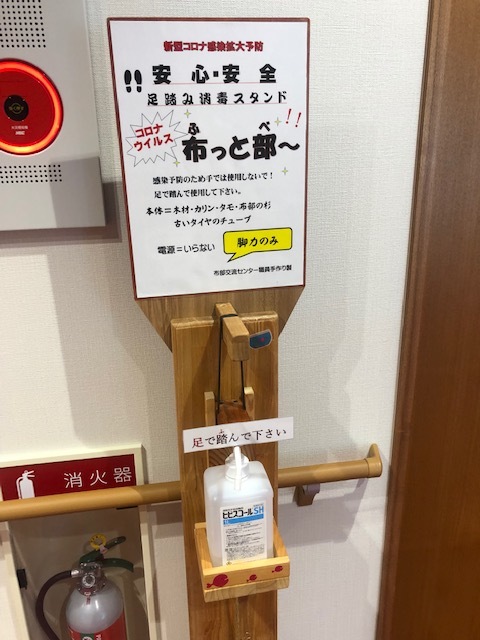 新型コロナ感染拡大予防
!! 安心・安全
足踏み消毒スタンド
コロナ
ウイルス
ふ べ
布っと部～!!
感染予防のため手では使用しないで!
足で踏んで使用して下さい。
本体＝木材・カリン・タモ・布部の杉
古いタイヤのチューブ
電源＝いらない
脚力のみ
布部交流センター職員手作り製
足で踏んで下さい
ヒビスコールSH
消火器